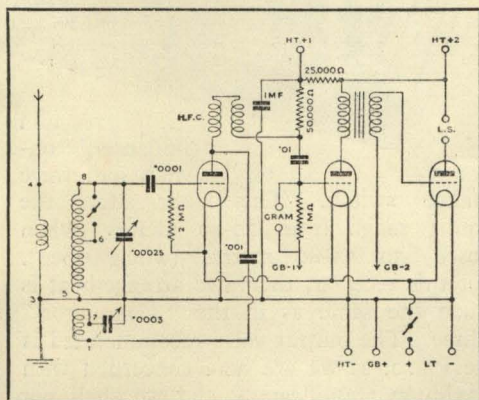 HT+1
HT+2
25,000Ω
1MF
H.F.C.
50,000Ω
L.S.
.01
.0001
8
4
2 MΩ
GRAM
1 MΩ
6
.00025
.001
GB-1
GB-2
5
3
7
.0003
1
HT-
GB+
+
LT
-